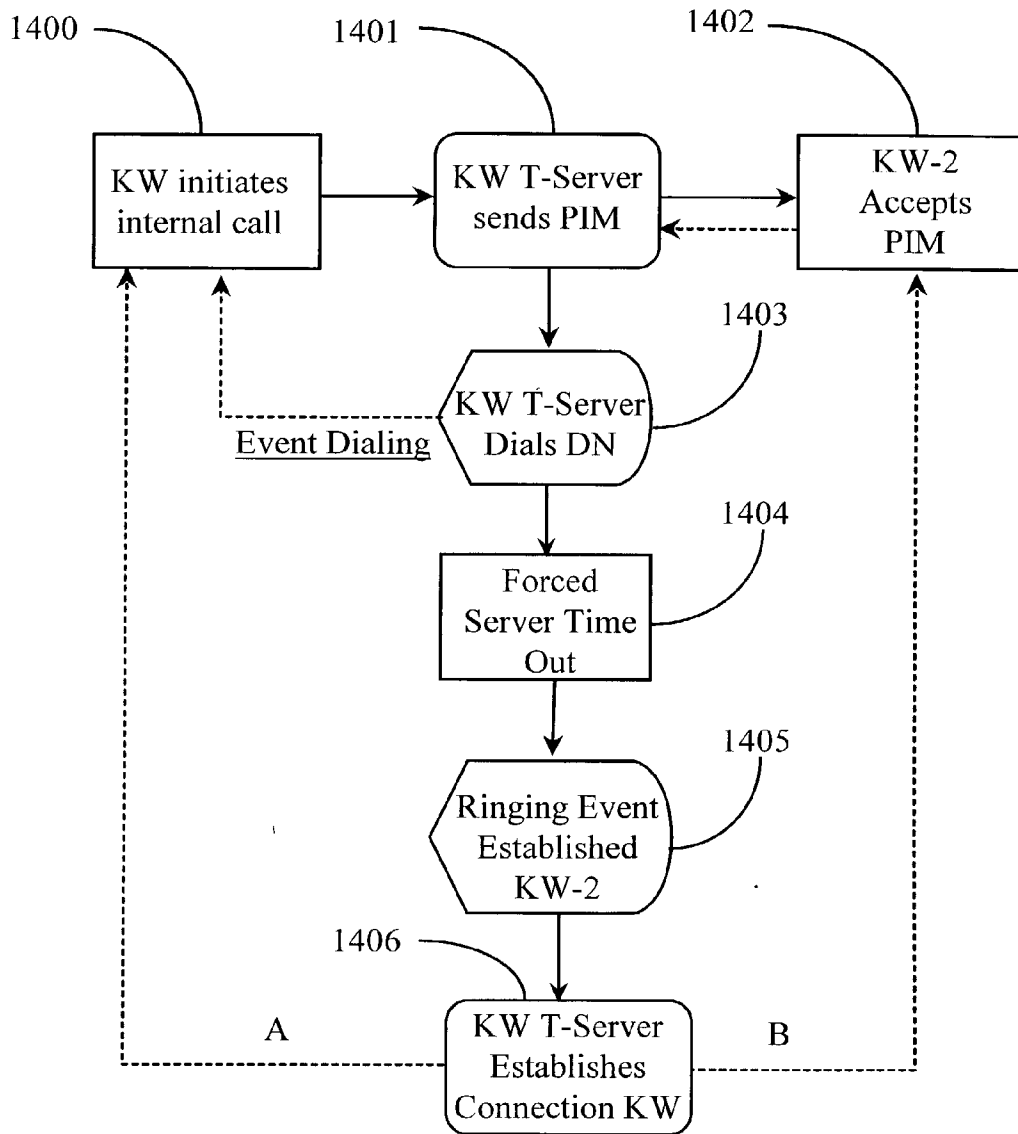 1400
1401
1402
KW initiates
internal call
KW T-Server
sends PIM
KW-2
Accepts
PIM
1403
KW T-Server
Dials DN
Event Dialing
1404
Forced
Server Time
Out
1405
Ringing Event
Established
KW-2
1406
A
KW T-Server
Establishes
Connection KW
B